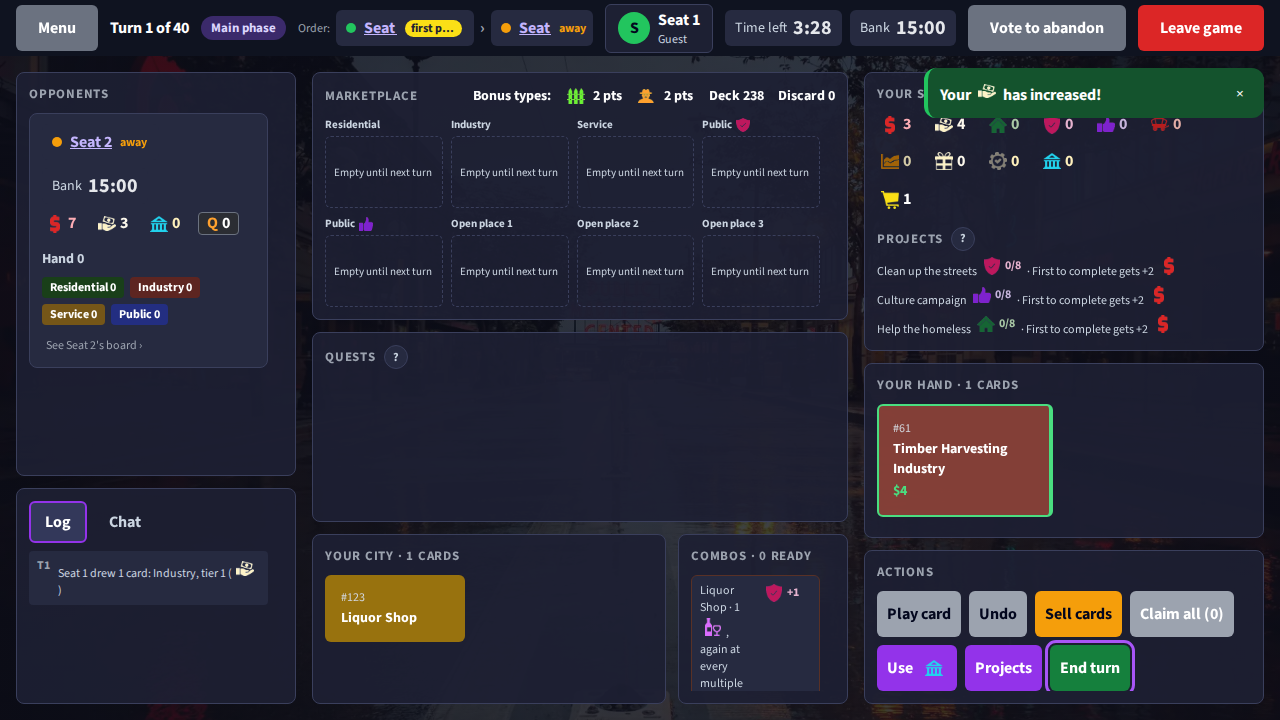 Menu
Turn 1 of 40
Main phase
Order:
Seat
first p...
›
Seat
away
S
Seat 1
Guest
Time left 3:28
Bank 15:00
Vote to abandon
Leave game
OPPONENTS
Seat 2 away
Bank 15:00
7
3
0
Q 0
Hand 0
Residential 0
Industry 0
Service 0
Public 0
See Seat 2's board ›
Log
Chat
T1
Seat 1 drew 1 card: Industry, tier 1 (
)
MARKETPLACE
Bonus types:
2 pts
2 pts
Deck 238
Discard 0
Residential
Industry
Service
Public
Empty until next turn
Empty until next turn
Empty until next turn
Empty until next turn
Public
Open place 1
Open place 2
Open place 3
Empty until next turn
Empty until next turn
Empty until next turn
Empty until next turn
QUESTS ?
YOUR CITY · 1 CARDS
#123
Liquor Shop
COMBOS · 0 READY
Liquor
Shop · 1
,
again at
every
multiple
+1
YOUR S
Your has increased! ×
3
4
0
0
0
0
0
0
0
0
1
PROJECTS ?
Clean up the streets 0/8 · First to complete gets +2
Culture campaign 0/8 · First to complete gets +2
Help the homeless 0/8 · First to complete gets +2
YOUR HAND · 1 CARDS
#61
Timber Harvesting
Industry
$4
ACTIONS
Play card
Undo
Sell cards
Claim all (0)
Use
Projects
End turn